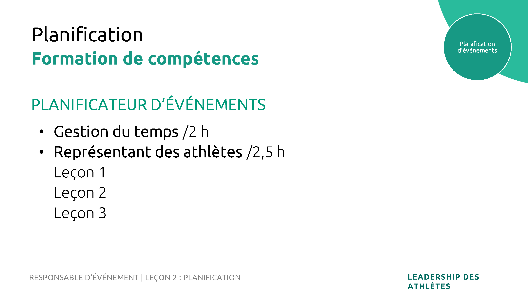 Planification
Formation de compétences
Planification
d'événements
PLANIFICATEUR D'ÉVÉNEMENTS
• Gestion du temps /2 h
• Représentant des athlètes /2,5 h
Leçon 1
Leçon 2
Leçon 3
RESPONSABLE D'ÉVÉNEMENT | LEÇON 2 : PLANIFICATION
LEADERSHIP DES
ATHLÈTES